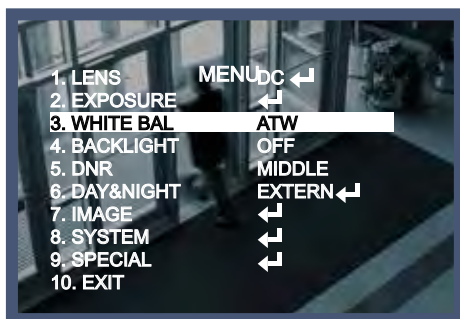 MENU
1. LENS DC ↵
2. EXPOSURE ↵
3. WHITE BAL ATW
4. BACKLIGHT OFF
5. DNR MIDDLE
6. DAY&NIGHT EXTERN ↵
7. IMAGE ↵
8. SYSTEM ↵
9. SPECIAL ↵
10. EXIT